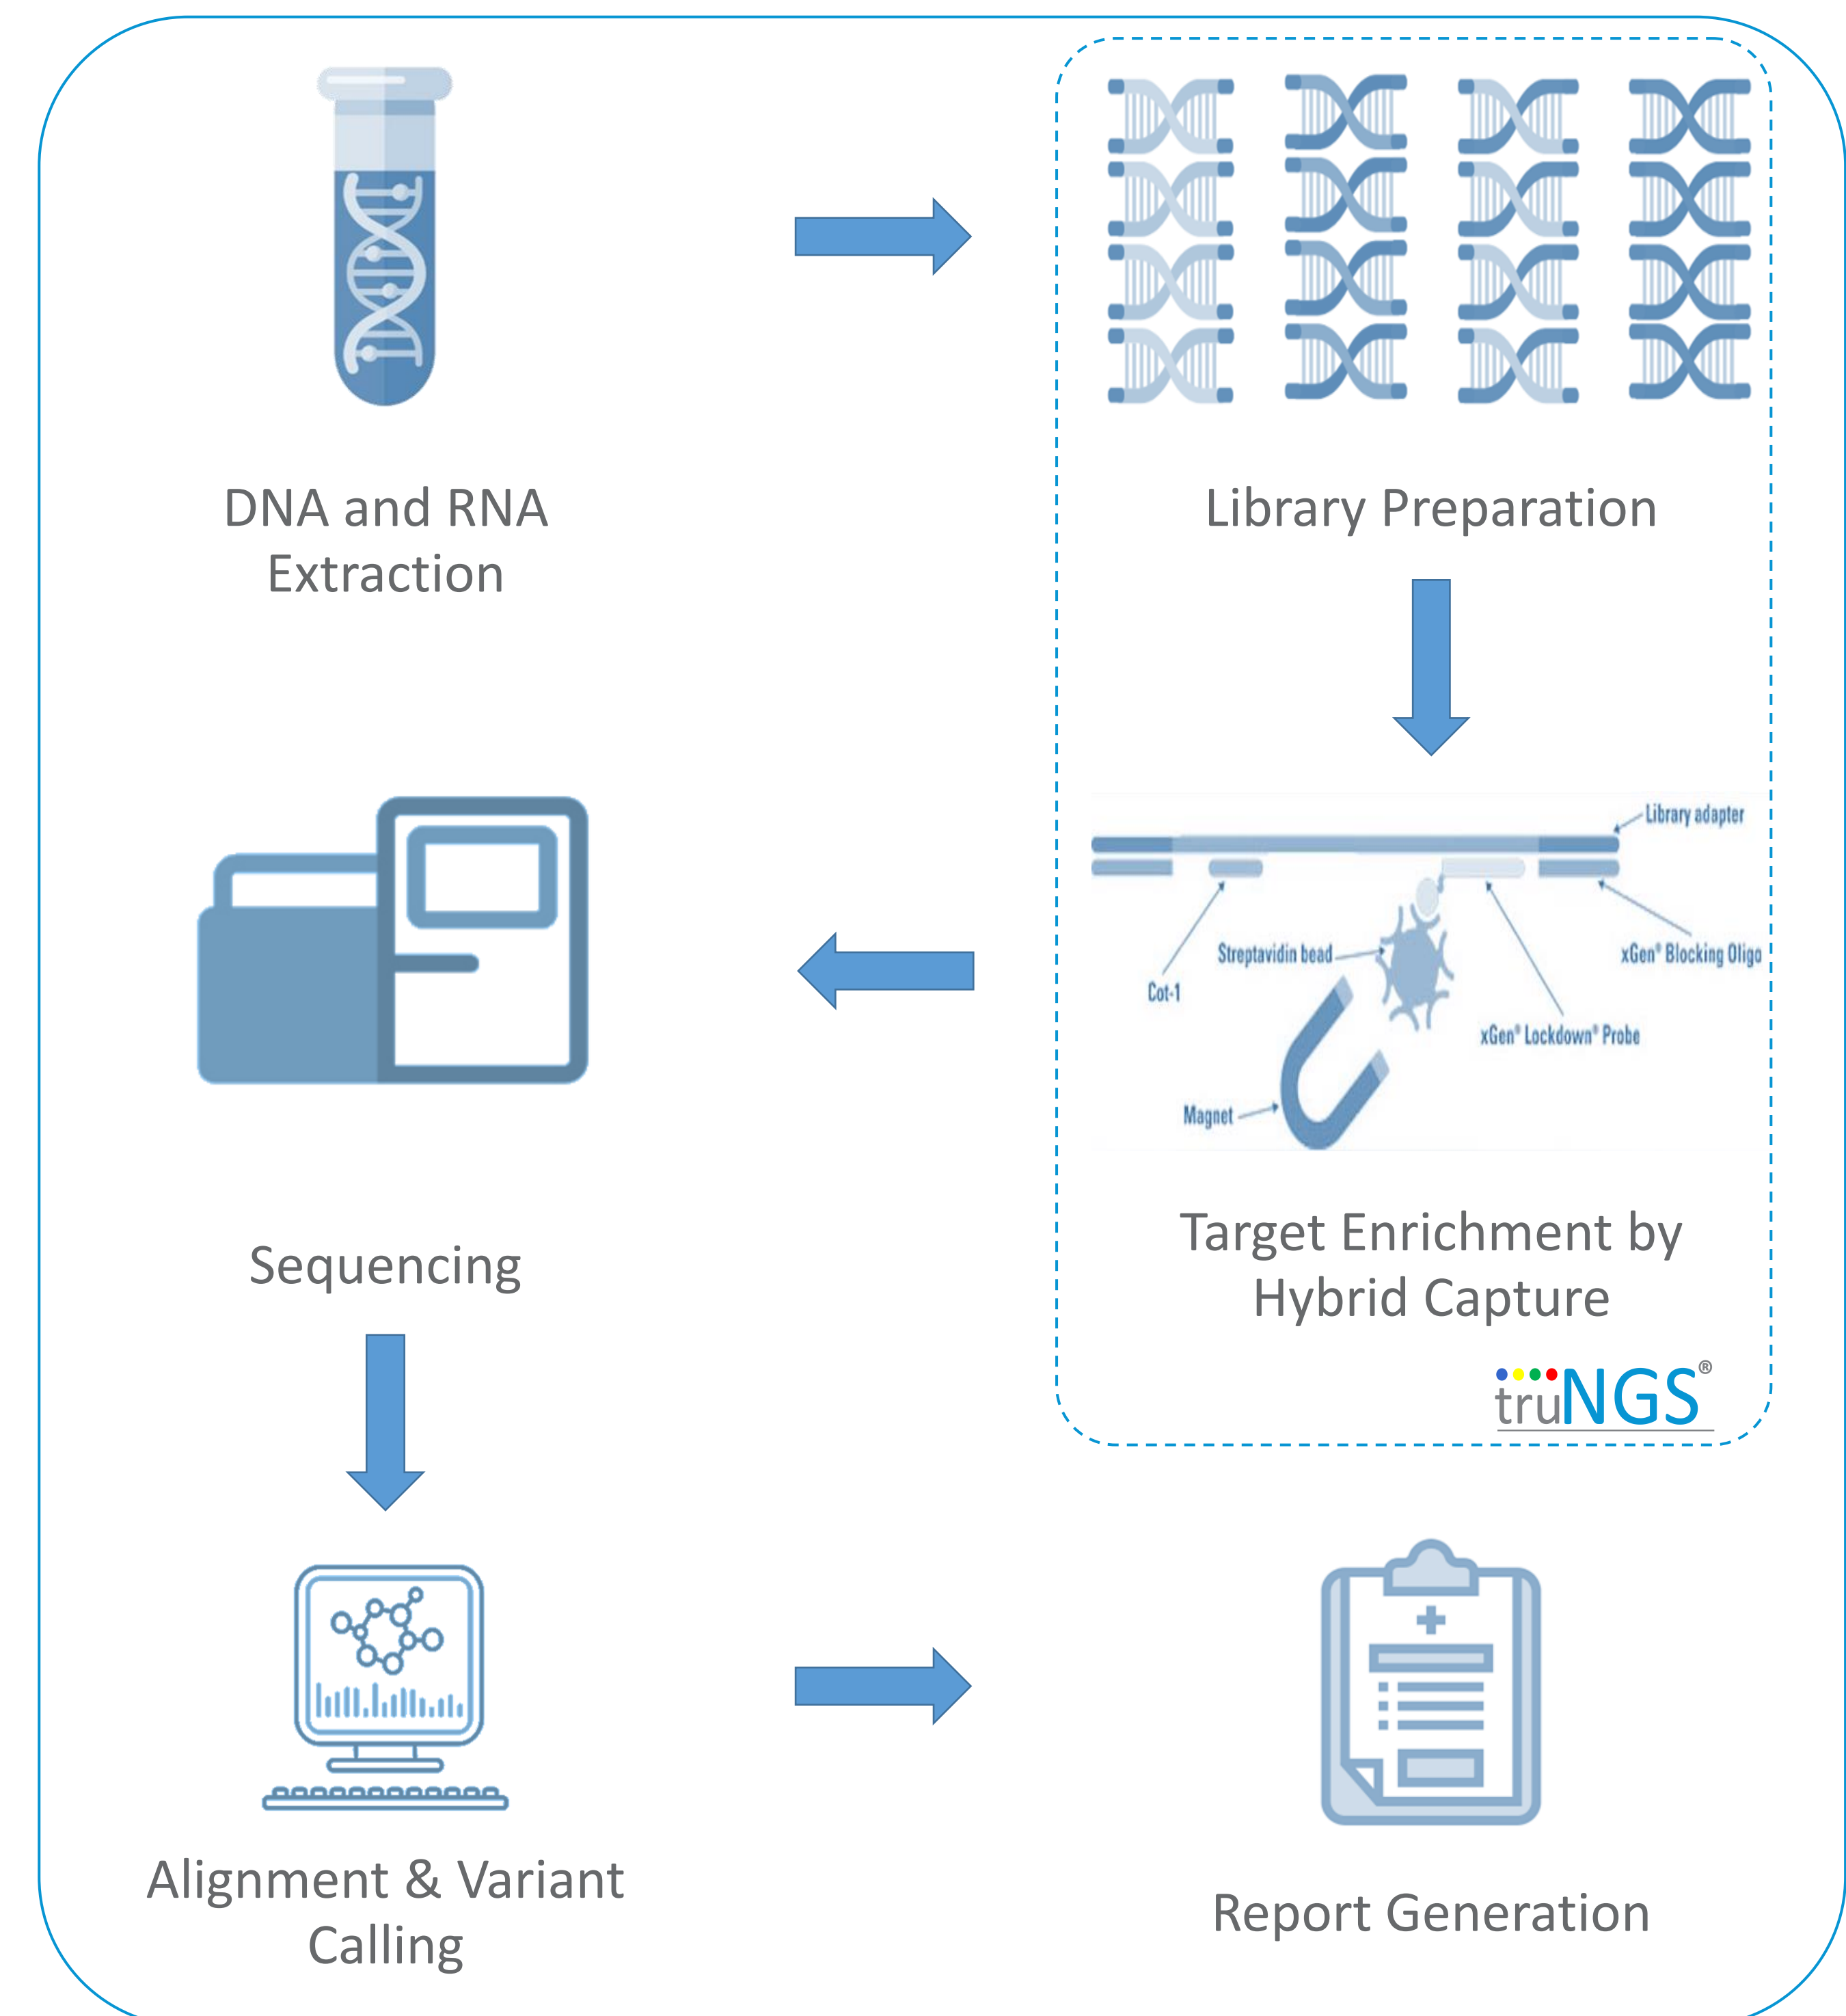 DNA and RNA
Extraction
Library Preparation
Library adapter
Streptavidin bead
xGen® Blocking Oligo
Cot-1
xGen® Lockdown® Probe
Magnet
Target Enrichment by
Hybrid Capture
truNGS®
Sequencing
Alignment & Variant
Calling
Report Generation